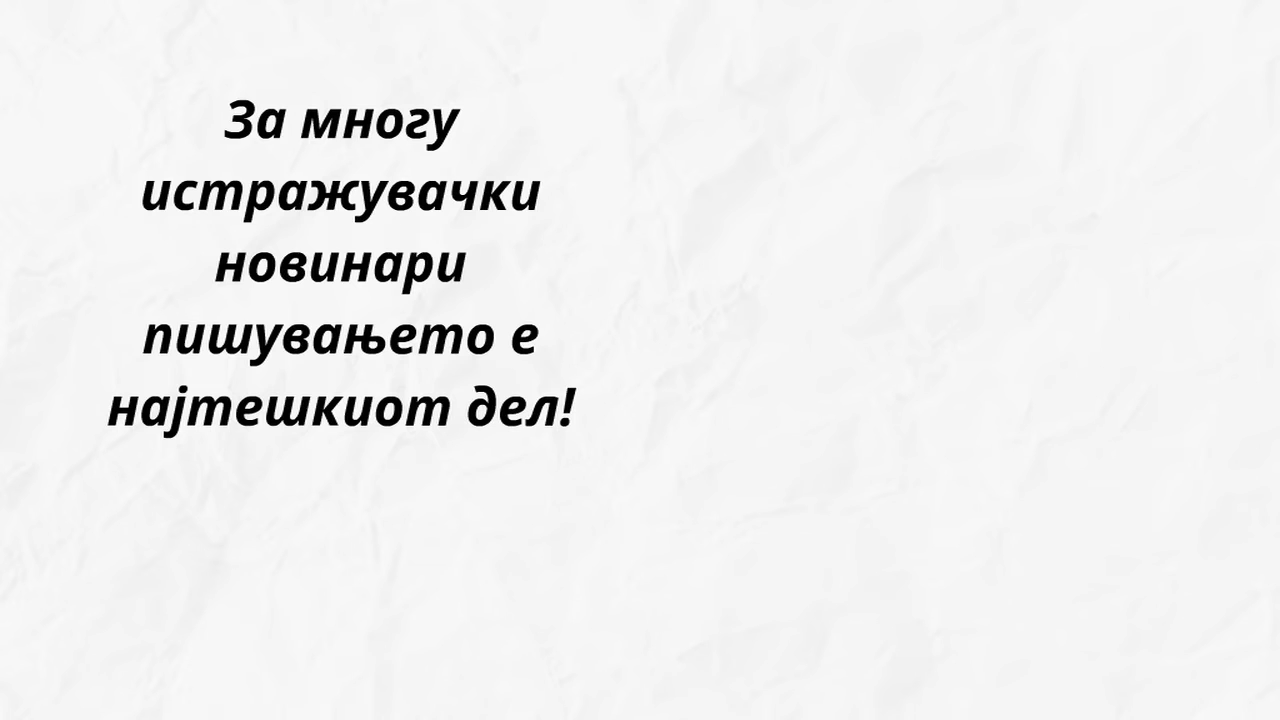 За многу
истражувачки
новинари
пишувањето е
најтешкиот дел!